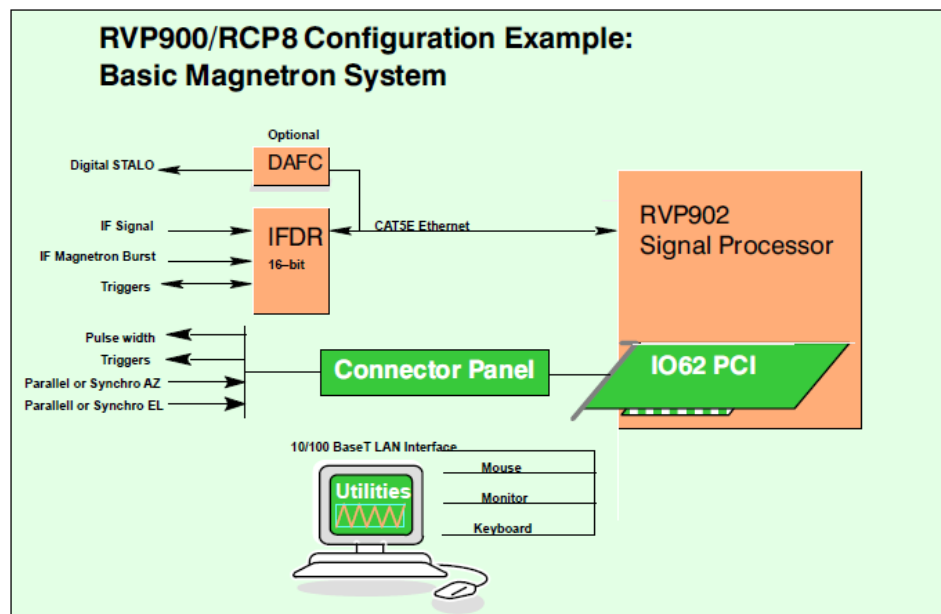 RVP900/RCP8 Configuration Example:
Basic Magnetron System
Optional
DAFC
Digital STALO
IF Signal
IF Magnetron Burst
Triggers
IFDR
16–bit
CAT5E Ethernet
RVP902
Signal Processor
Pulse width
Triggers
Parallel or Synchro AZ
Parallell or Synchro EL
Connector Panel
IO62 PCI
10/100 BaseT LAN Interface
Mouse
Monitor
Keyboard
Utilities